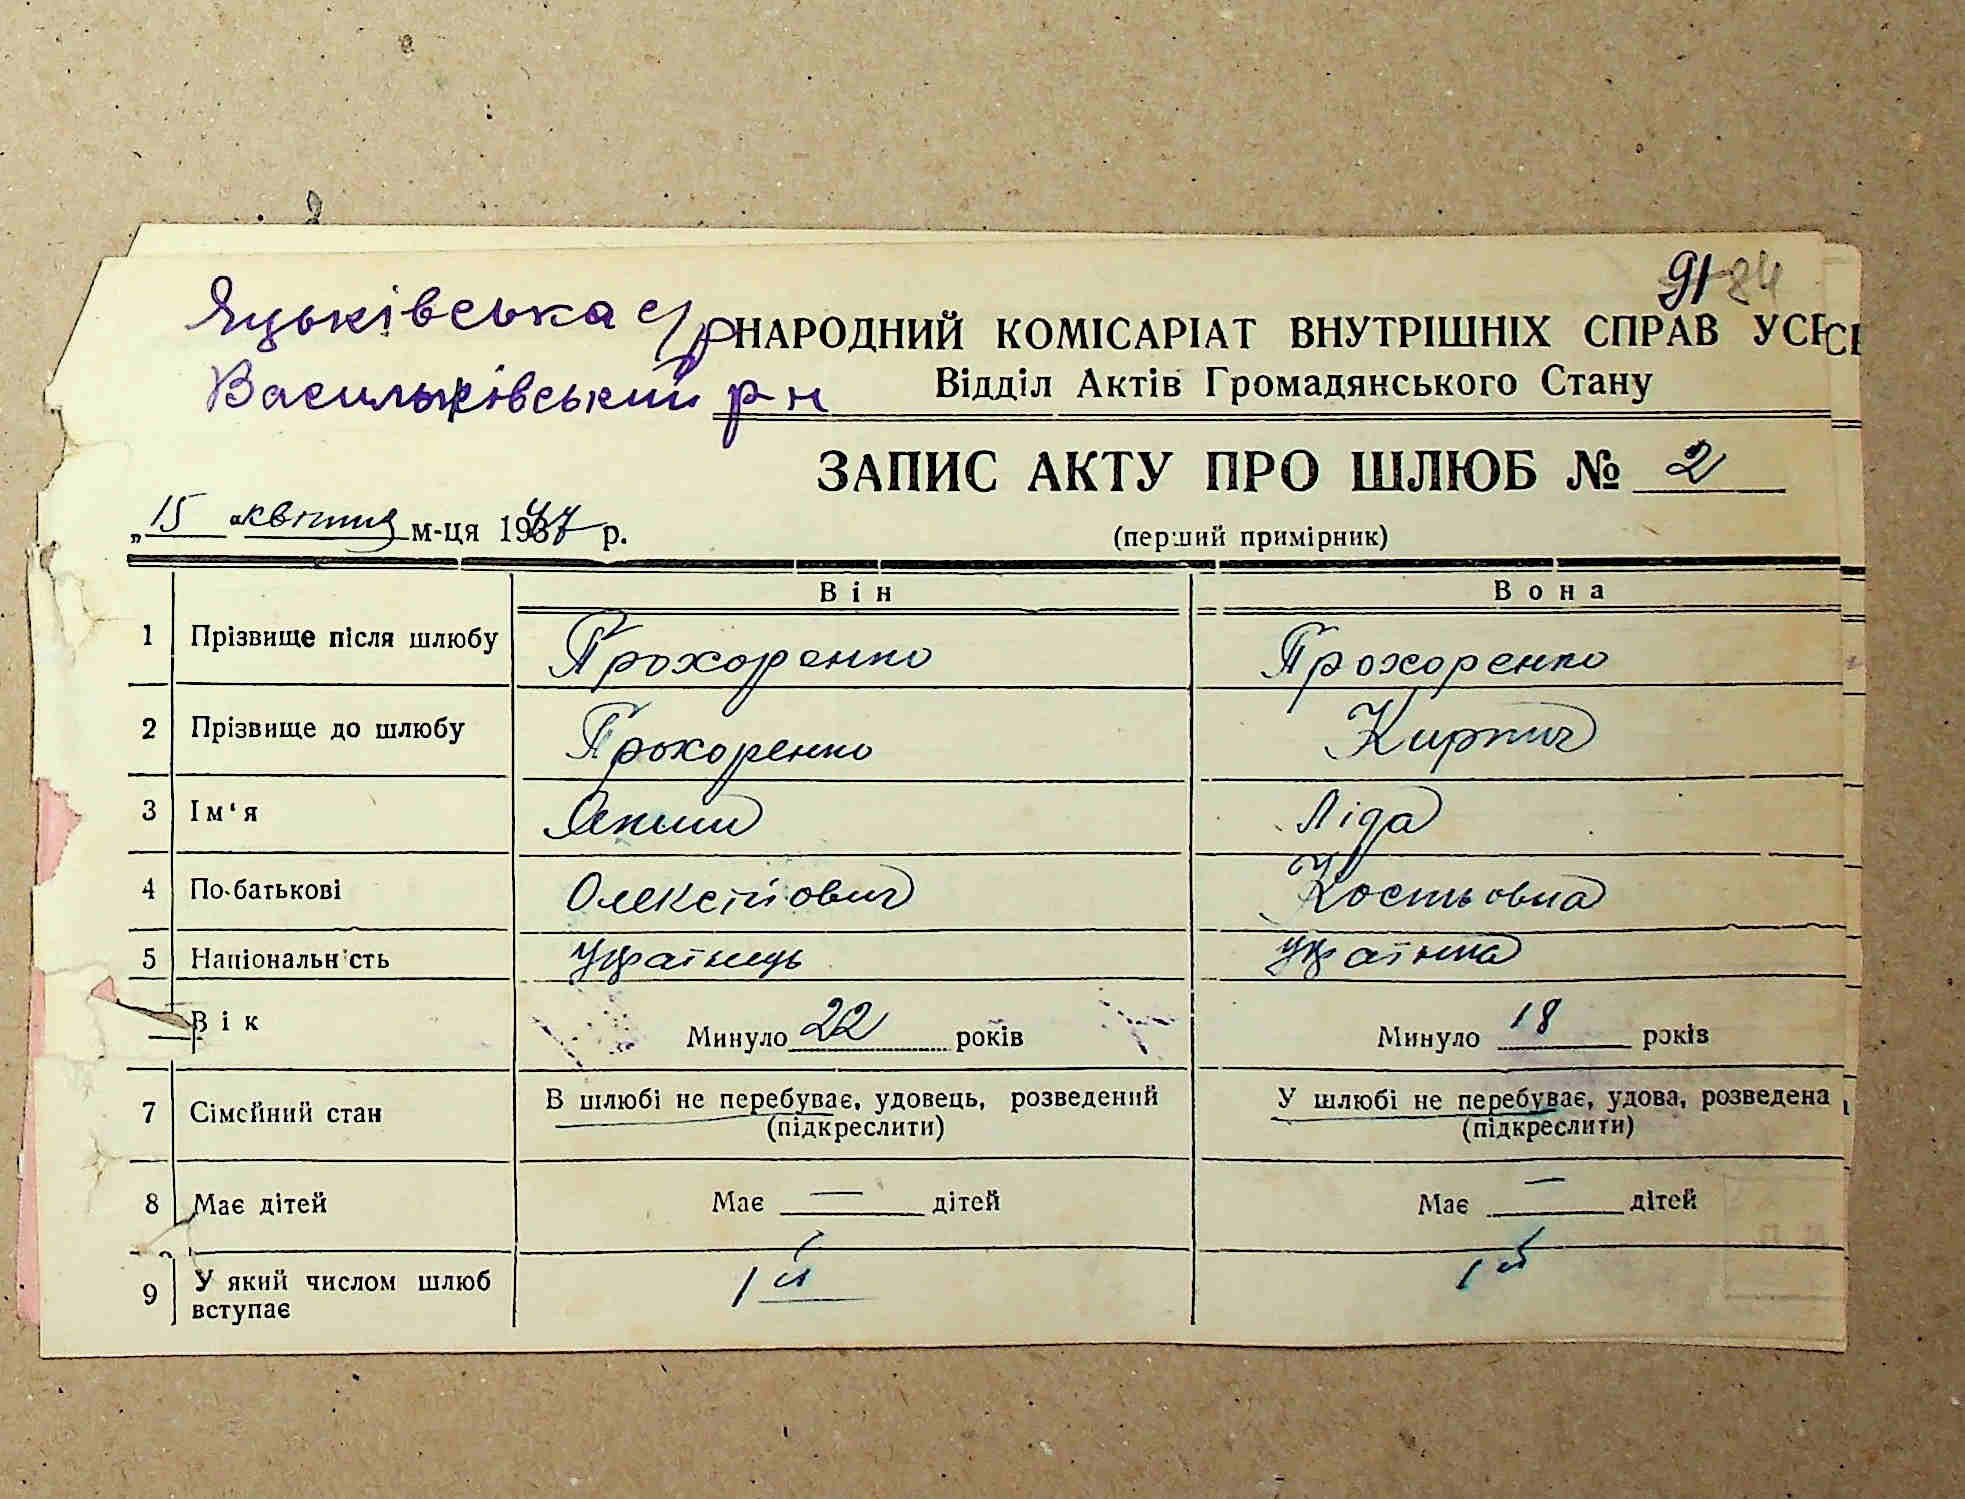 91 84
Яцьківська с/р НАРОДНИЙ КОМІСАРІАТ ВНУТРІШНІХ СПРАВ УСР
Васильківський р н Відділ Актів Громадянського Стану
ЗАПИС АКТУ ПРО ШЛЮБ № 2
„15 " квітня м-ця 1947 р. (перший примірник)
Він Вона
1 Прізвище після шлюбу Прохоренко Прохоренко
2 Прізвище до шлюбу Прохоренко Кирпич
3 Ім‘я Яким Ліда
4 По-батькові Олексійович Костьовна
5 Національність українець українка
Вік Минуло 22 років Минуло 18 років
7 Сімейний стан В шлюбі не перебуває, удовець, розведений У шлюбі не перебуває, удова, розведена
(підкреслити) (підкреслити)
8 Має дітей Має — дітей Має — дітей
9 У який числом шлюб вступає 1й 1й